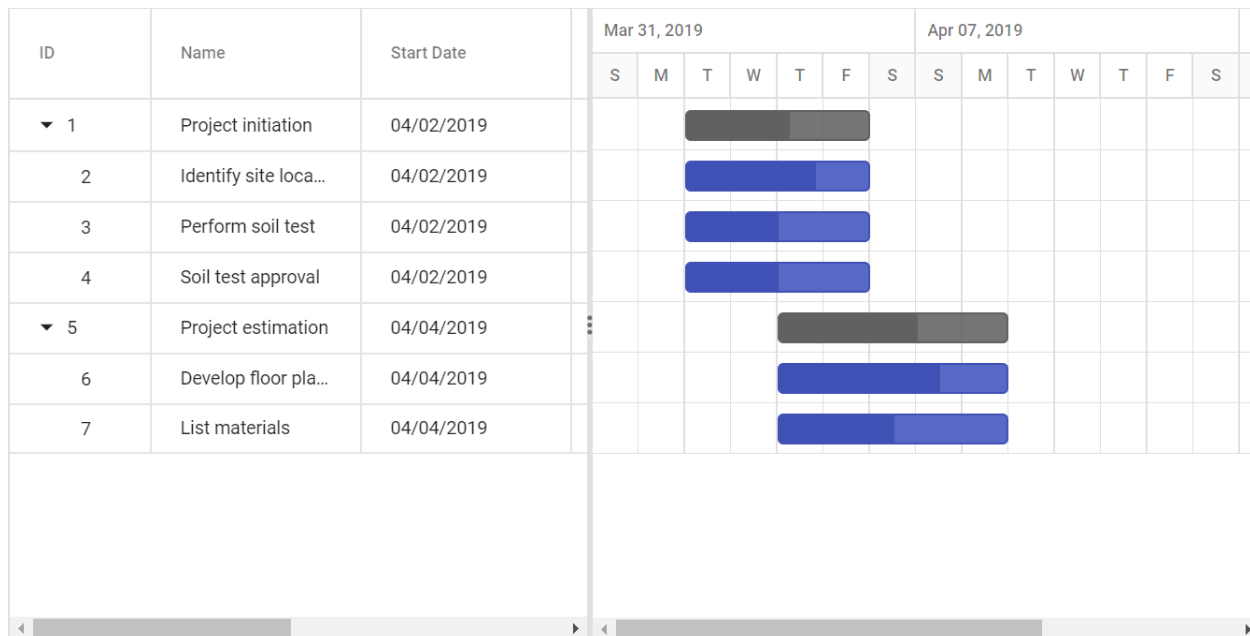 ID Name Start Date Mar 31, 2019 Apr 07, 2019
S M T W T F S S M T W T F S
1 Project initiation 04/02/2019
2 Identify site loca... 04/02/2019
3 Perform soil test 04/02/2019
4 Soil test approval 04/02/2019
5 Project estimation 04/04/2019
6 Develop floor pla... 04/04/2019
7 List materials 04/04/2019